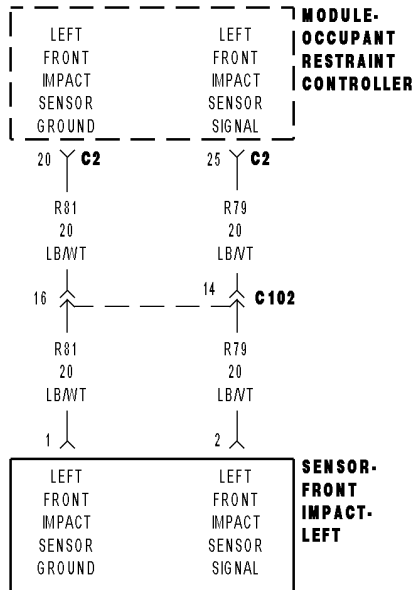 MODULE-
OCCUPANT
RESTRAINT
CONTROLLER
LEFT
FRONT
IMPACT
SENSOR
GROUND
LEFT
FRONT
IMPACT
SENSOR
SIGNAL
20 C2
25 C2
R81
20
LB/WT
R79
20
LB/WT
16
14 C102
R81
20
LB/WT
R79
20
LB/WT
1
2
SENSOR-
FRONT
IMPACT-
LEFT
LEFT
FRONT
IMPACT
SENSOR
GROUND
LEFT
FRONT
IMPACT
SENSOR
SIGNAL